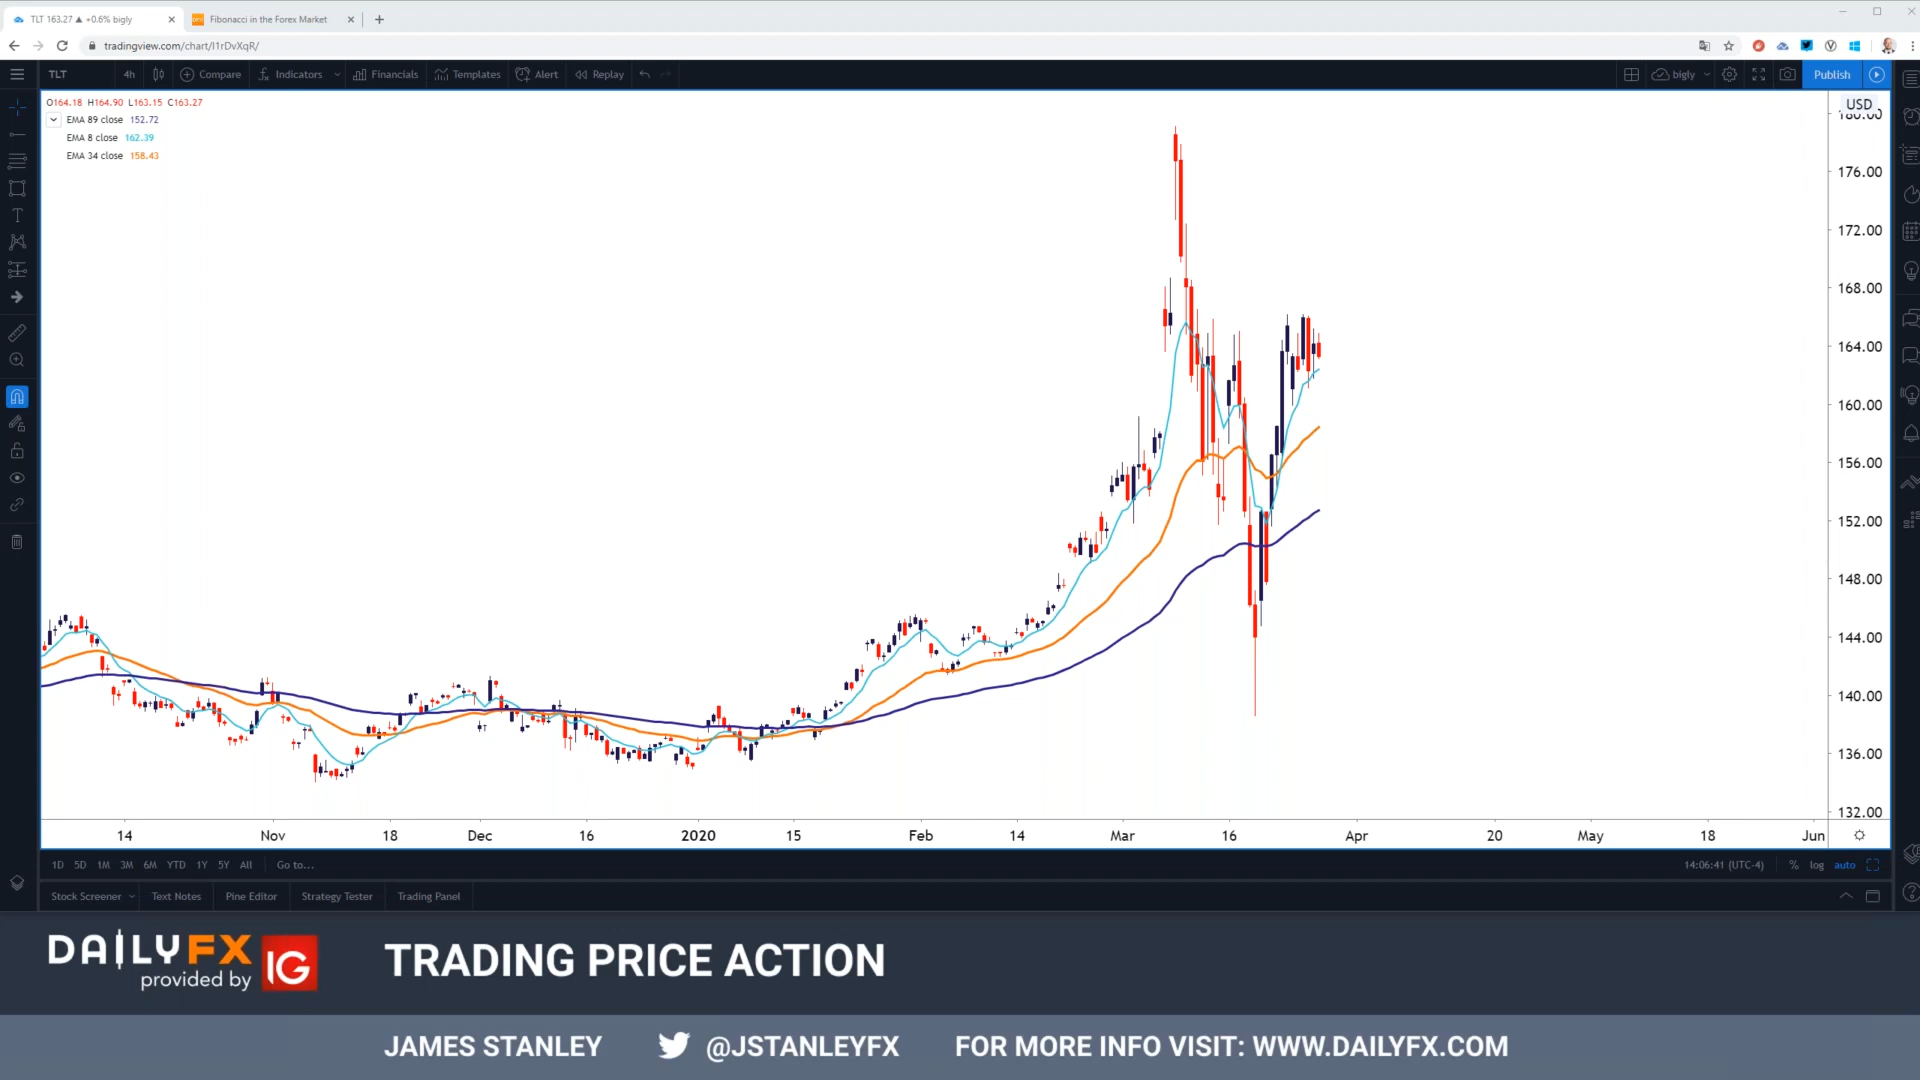 TLT 163.27 ▲ +0.6% bigly
Fibonacci in the Forex Market
tradingview.com/chart/I1rDvXqR/
TLT 4h Compare Indicators Financials Templates Alert Replay bigly Publish
O164.18 H164.90 L163.15 C163.27
EMA 89 close 152.72
EMA 8 close 162.39
EMA 34 close 158.43
USD
180.00
176.00
172.00
168.00
164.00
160.00
156.00
152.00
148.00
144.00
140.00
136.00
132.00
14 Nov 18 Dec 16 2020 15 Feb 14 Mar 16 Apr 20 May 18 Jun
1D 5D 1M 3M 6M YTD 1Y 5Y All Go to... 14:06:41 (UTC-4) % log auto
Stock Screener Text Notes Pine Editor Strategy Tester Trading Panel
DAILYFX
provided by IG
TRADING PRICE ACTION
JAMES STANLEY @JSTANLEYFX FOR MORE INFO VISIT: WWW.DAILYFX.COM